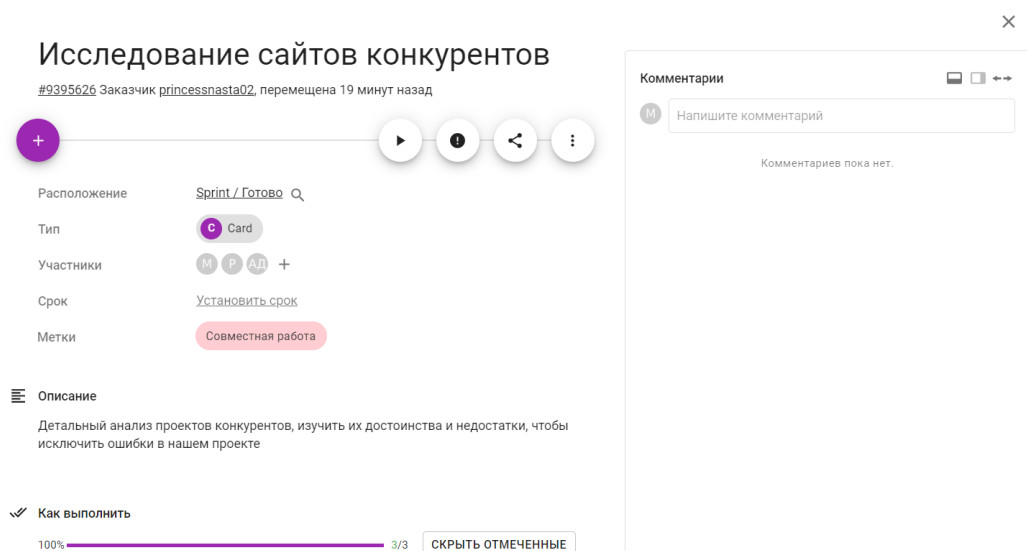 Исследование сайтов конкурентов
#9395626 Заказчик princessnasta02, перемещена 19 минут назад
Расположение Sprint / Готово
Тип C Card
Участники М Р АД
Срок Установить срок
Метки Совместная работа
Описание
Детальный анализ проектов конкурентов, изучить их достоинства и недостатки, чтобы
исключить ошибки в нашем проекте
Как выполнить
100% 3/3 СКРЫТЬ ОТМЕЧЕННЫЕ
Комментарии
М Напишите комментарий
Комментариев пока нет.